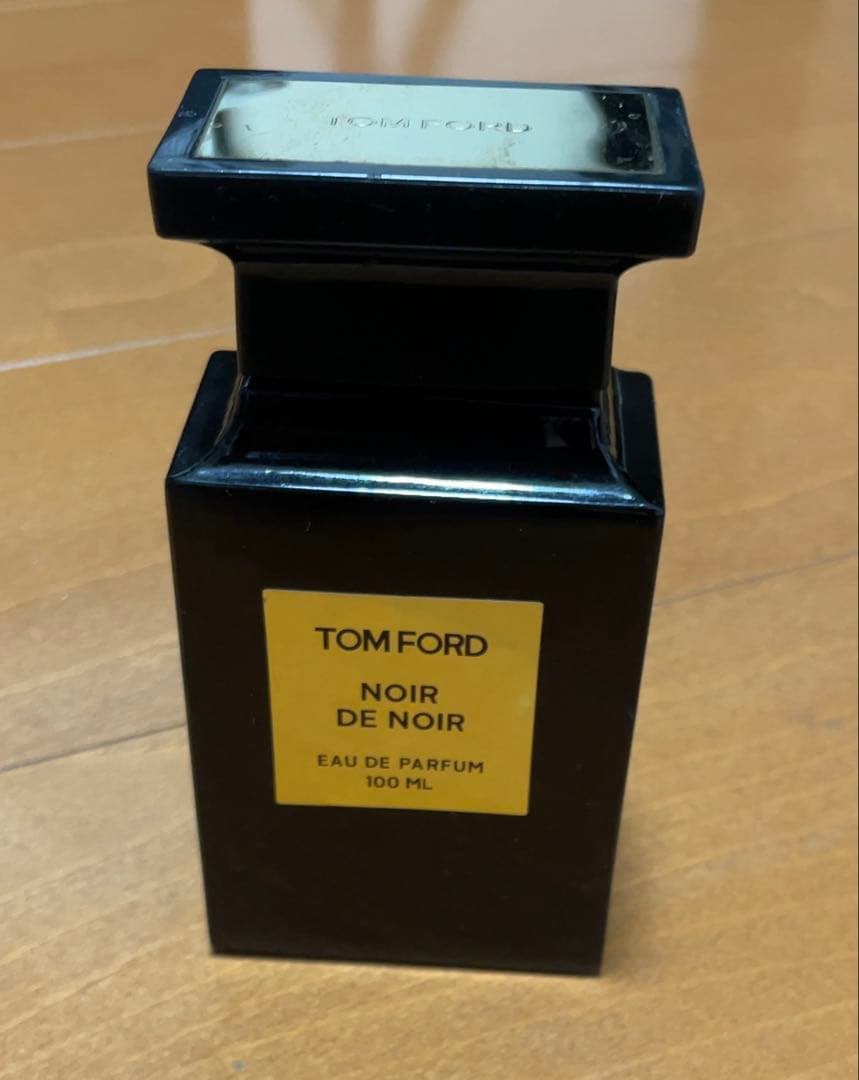 TOM FORD
TOM FORD
NOIR
DE NOIR
EAU DE PARFUM
100 ML